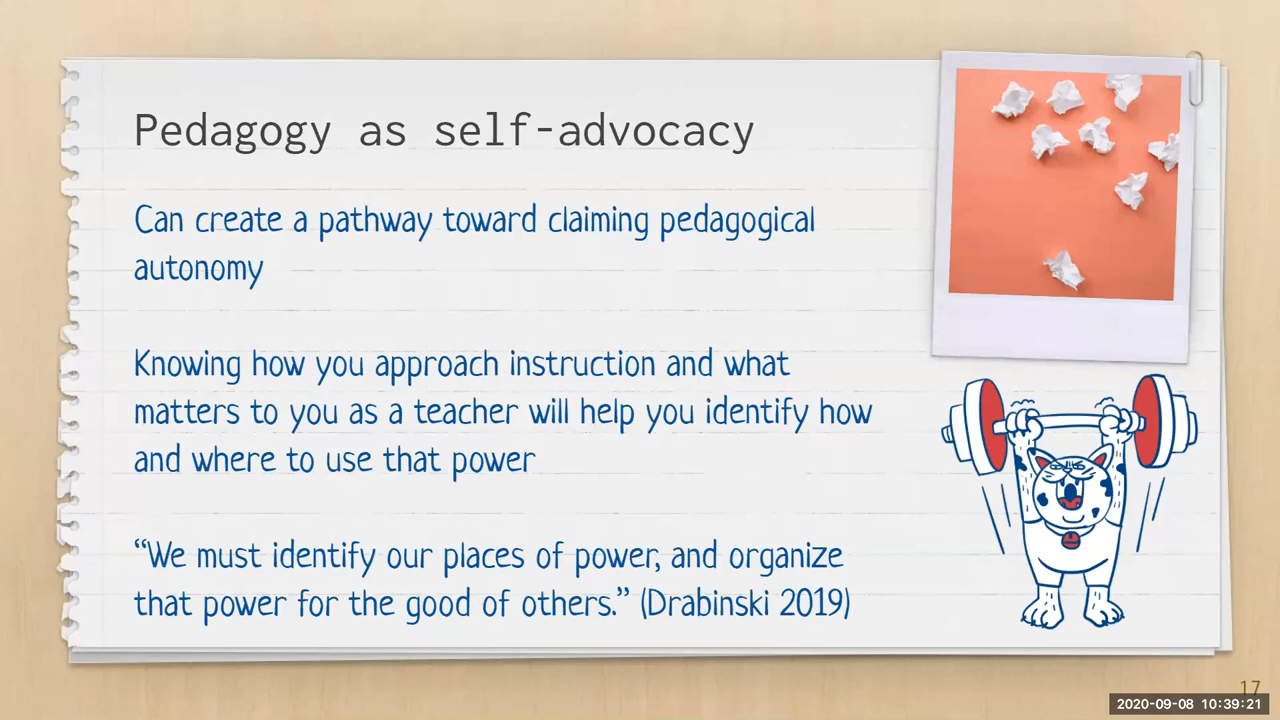 Pedagogy as self-advocacy
Can create a pathway toward claiming pedagogical
autonomy
Knowing how you approach instruction and what
matters to you as a teacher will help you identify how
and where to use that power
“We must identify our places of power, and organize
that power for the good of others.” (Drabinski 2019)
17
2020-09-08 10:39:21